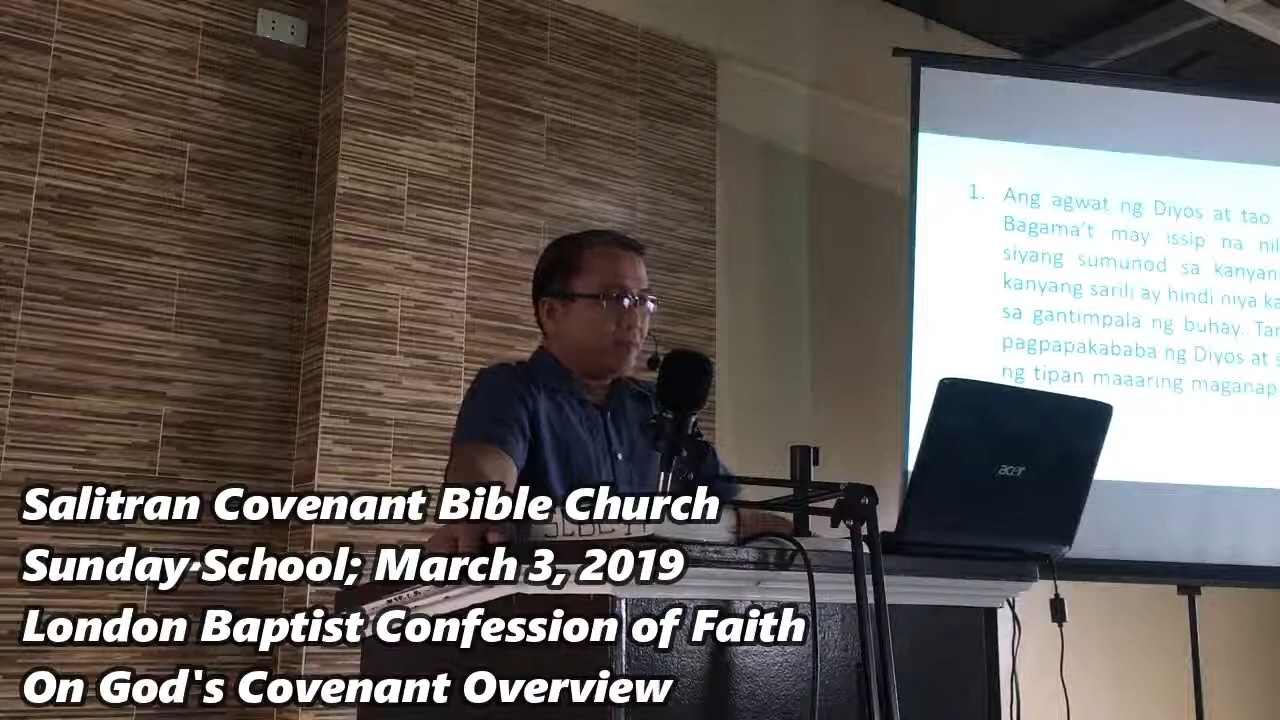 1. Ang agwat ng Diyos at tao
Bagama't may issip na
siyang sumunod sa
kanyang sarili ay hindi niya
sa gantimpala ng buhay.
pagpapakababa ng Diyos at
ng tipan maaaring maganap
acer
Salitran Covenant Bible Church
Sunday School; March 3, 2019
London Baptist Confession of Faith
On God's Covenant Overview